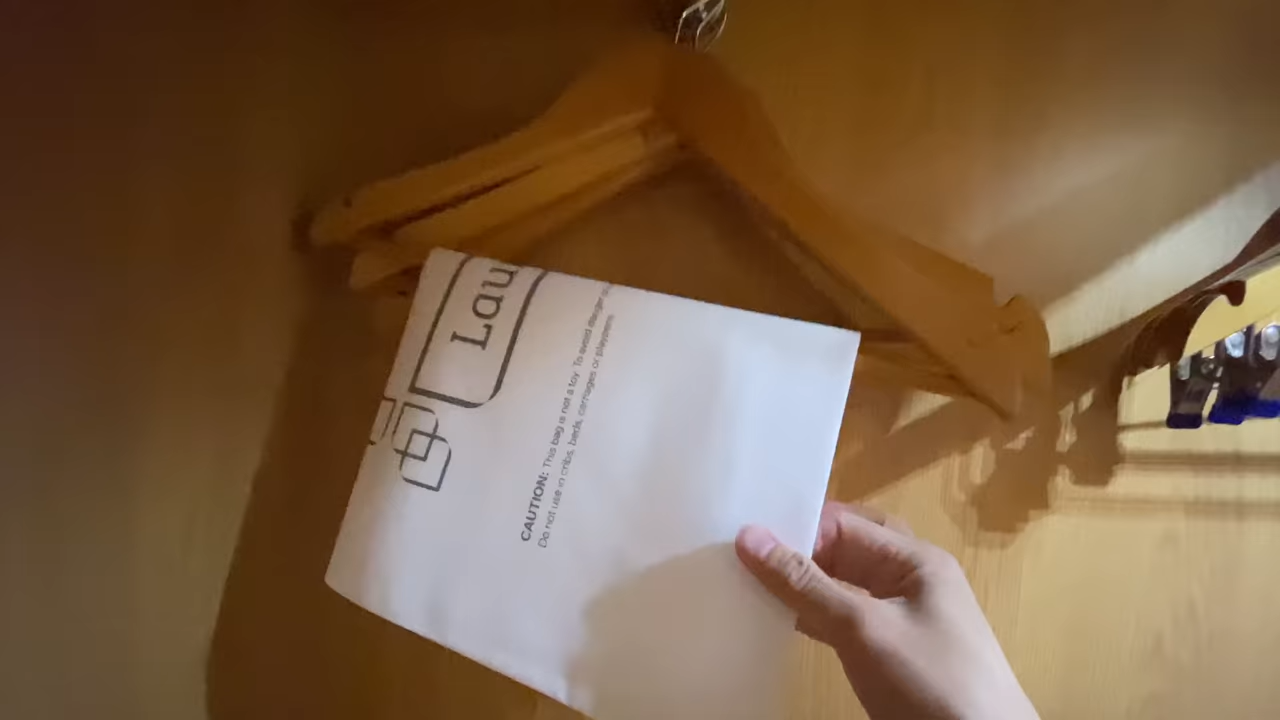 Lau
CAUTION: This bag is not a toy. To avoid danger
Do not use in cribs, beds, carriages or playpens.